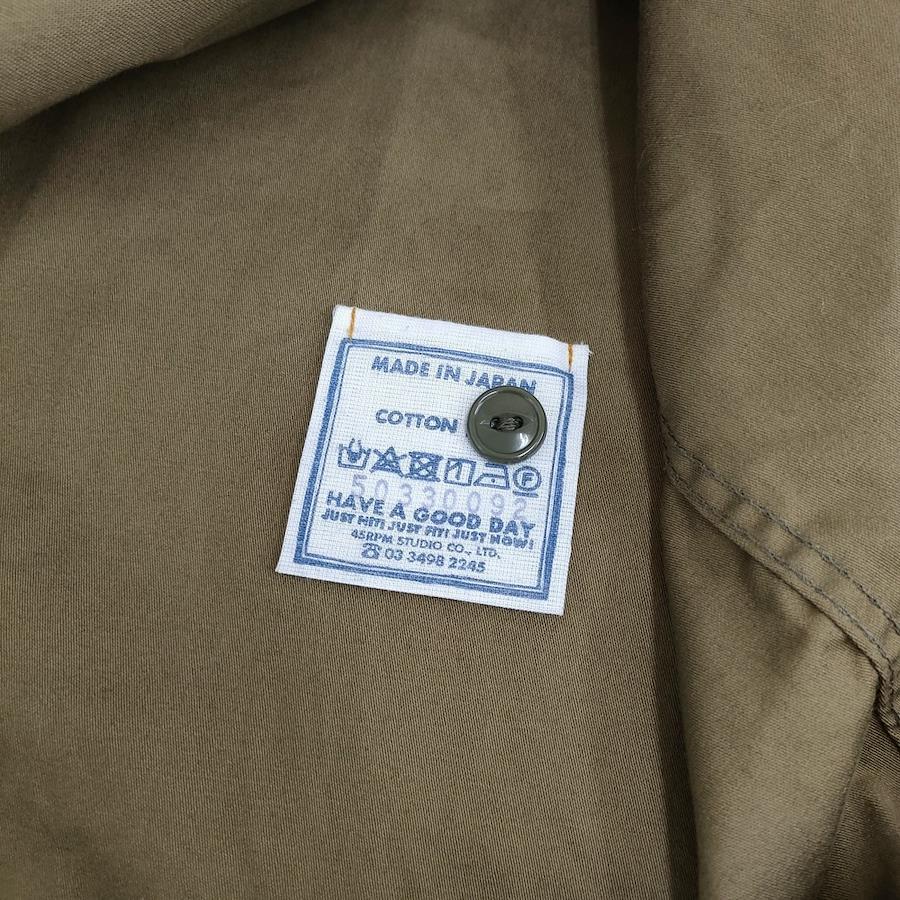 MADE IN JAPAN
COTTON
F
50330092
HAVE A GOOD DAY
JUST HIT! JUST FIT! JUST NOW!
45RPM STUDIO CO., LTD.
☎ 03 3498 2245